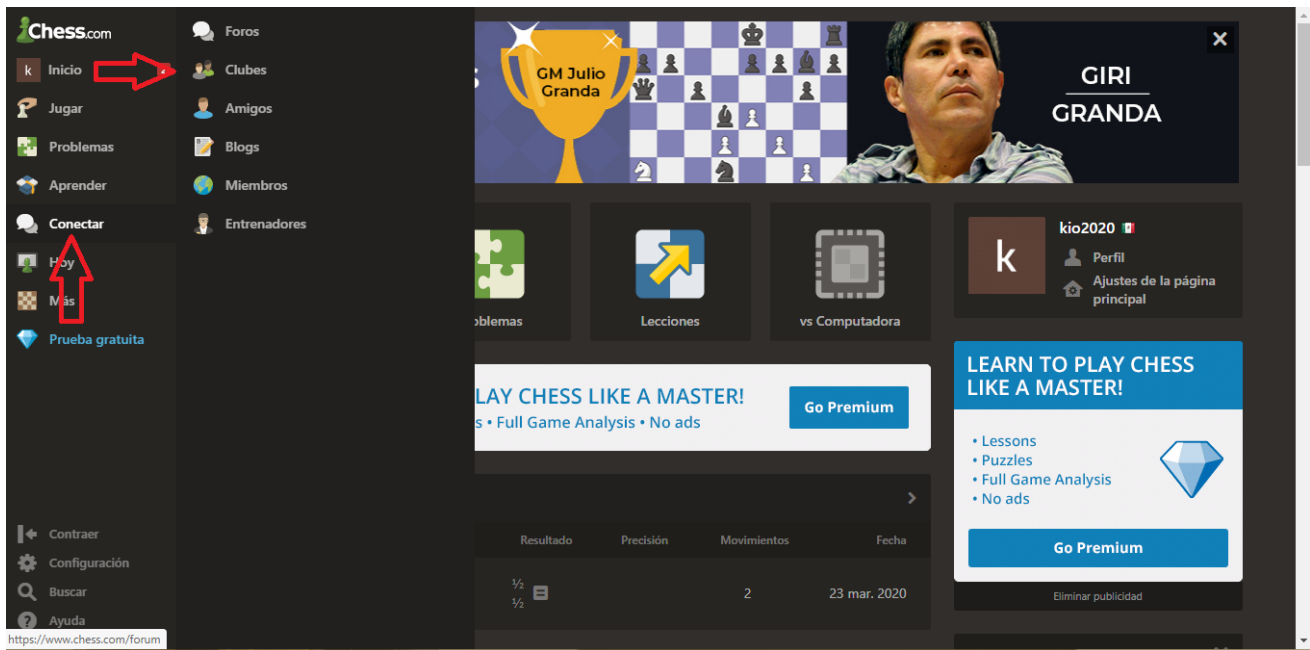 Chess.com
k Inicio
Jugar
Problemas
Aprender
Conectar
Hoy
Más
Prueba gratuita
Contraer
Configuración
Buscar
Ayuda
https://www.chess.com/forum
Foros
Clubes
Amigos
Blogs
Miembros
Entrenadores
GM Julio
Granda
GIRI
GRANDA
oblemas
Lecciones
vs Computadora
LAY CHESS LIKE A MASTER!
s • Full Game Analysis • No ads
Go Premium
Resultado Precisión Movimientos Fecha
½
½
2 23 mar. 2020
k
kio2020
Perfil
Ajustes de la página
principal
LEARN TO PLAY CHESS
LIKE A MASTER!
• Lessons
• Puzzles
• Full Game Analysis
• No ads
Go Premium
Eliminar publicidad